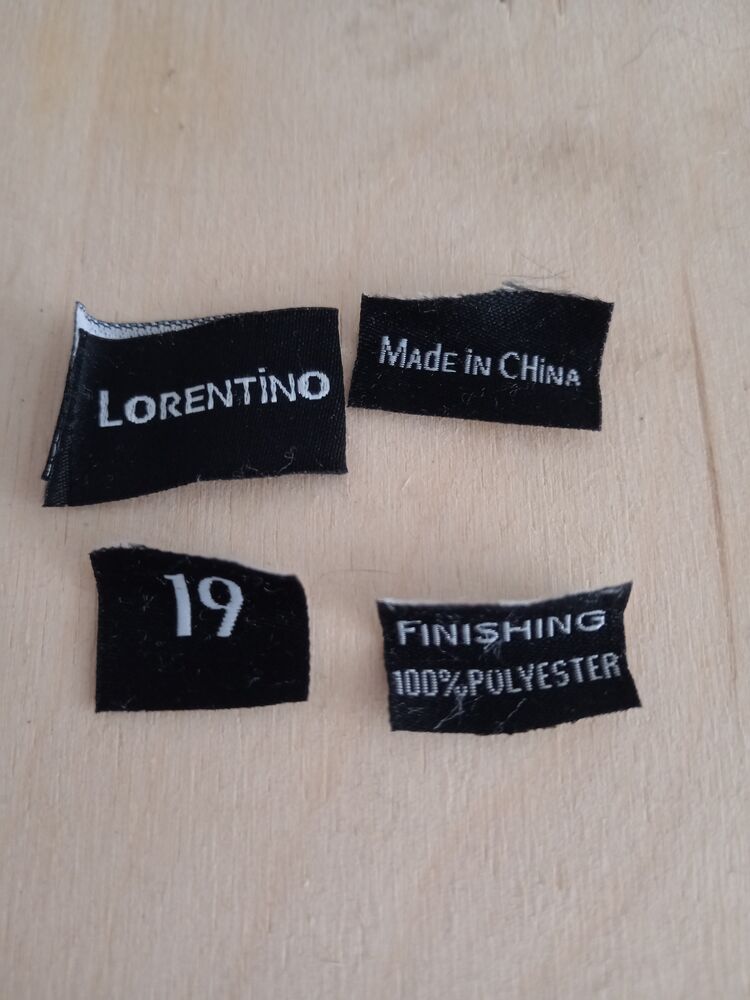 LORENTiNO
MADE iN CHiNA
19
FINISHING
100%POLYESTER